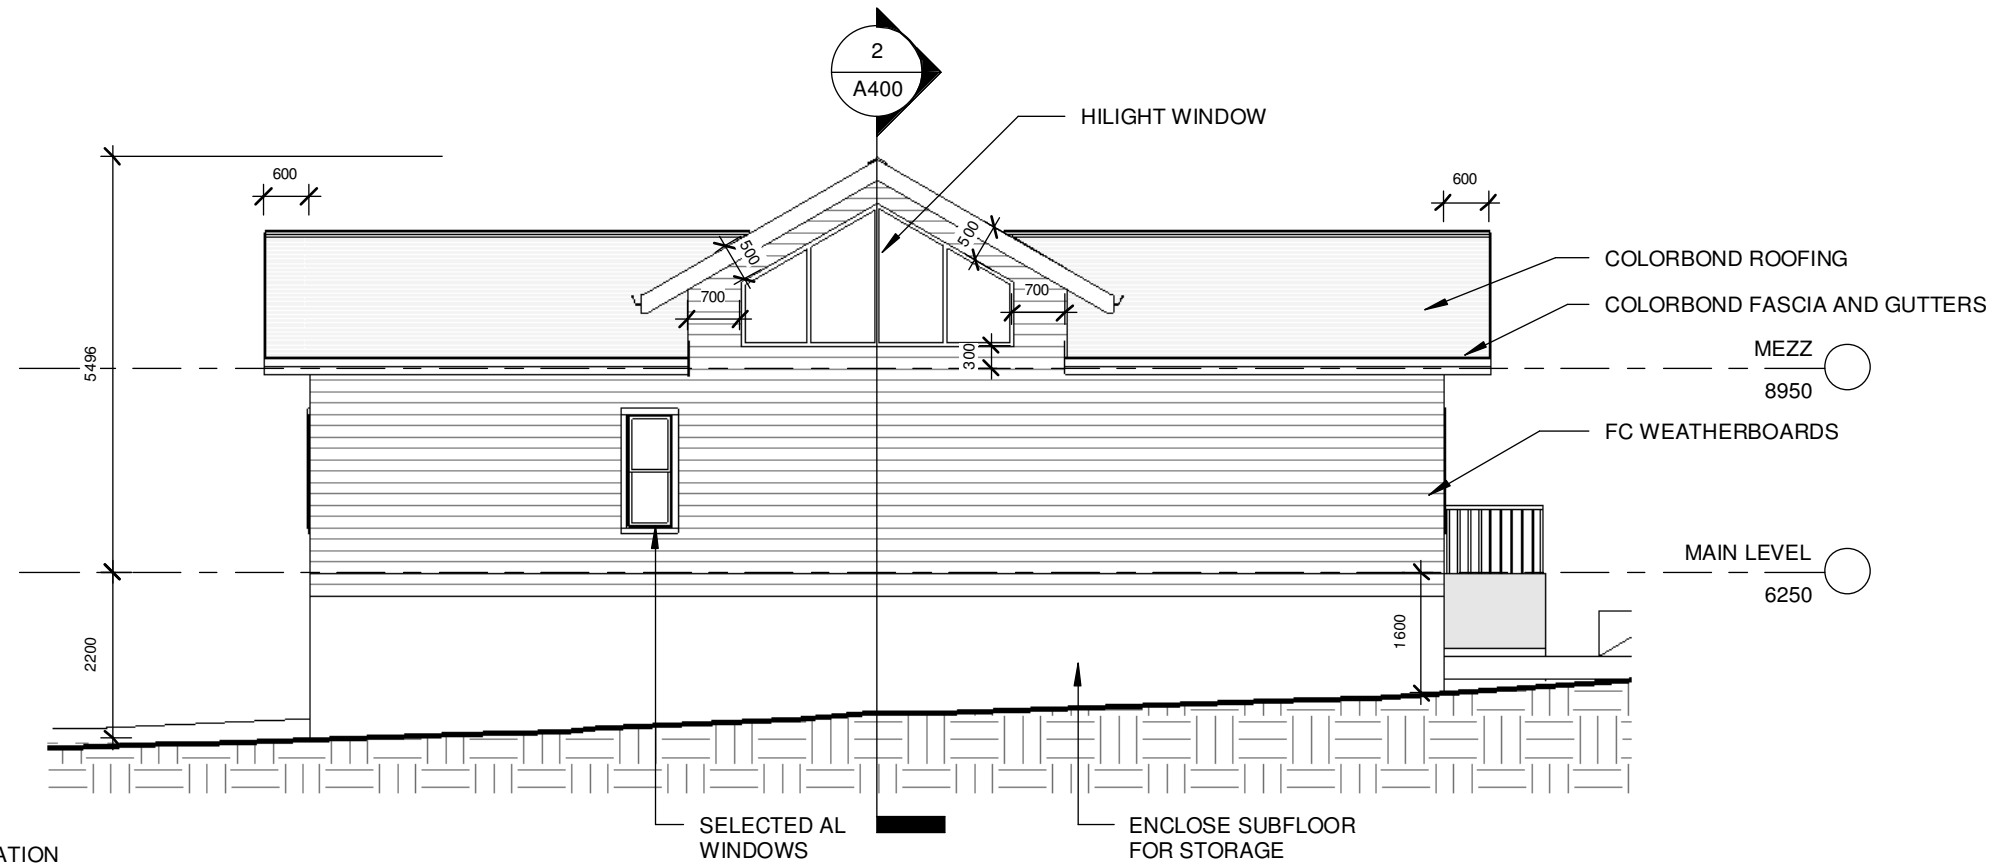 2
A400
HILIGHT WINDOW
600
600
500
500
COLORBOND ROOFING
700
700
COLORBOND FASCIA AND GUTTERS
MEZZ
300
5496
8950
FC WEATHERBOARDS
MAIN LEVEL
6250
2200
1600
SELECTED AL
WINDOWS
ENCLOSE SUBFLOOR
FOR STORAGE